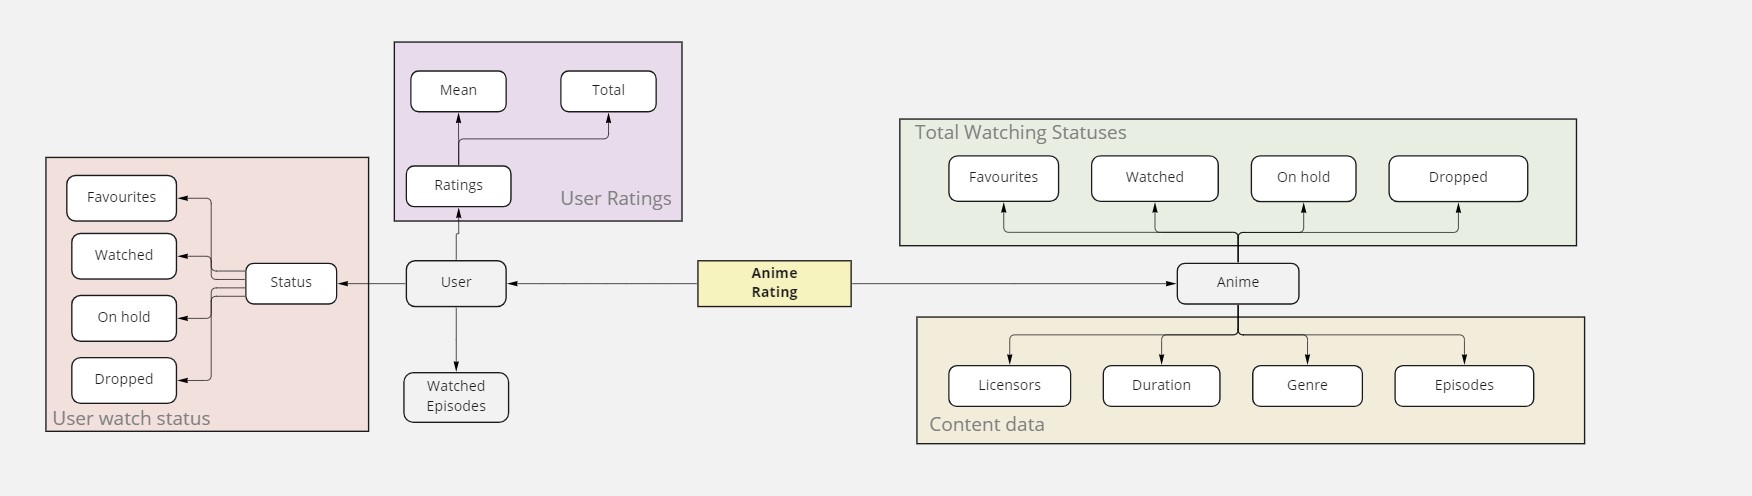 Mean
Total
Ratings
User Ratings
Favourites
Watched
On hold
Dropped
Status
User watch status
User
Watched
Episodes
Anime
Rating
Total Watching Statuses
Favourites
Watched
On hold
Dropped
Anime
Licensors
Duration
Genre
Episodes
Content data